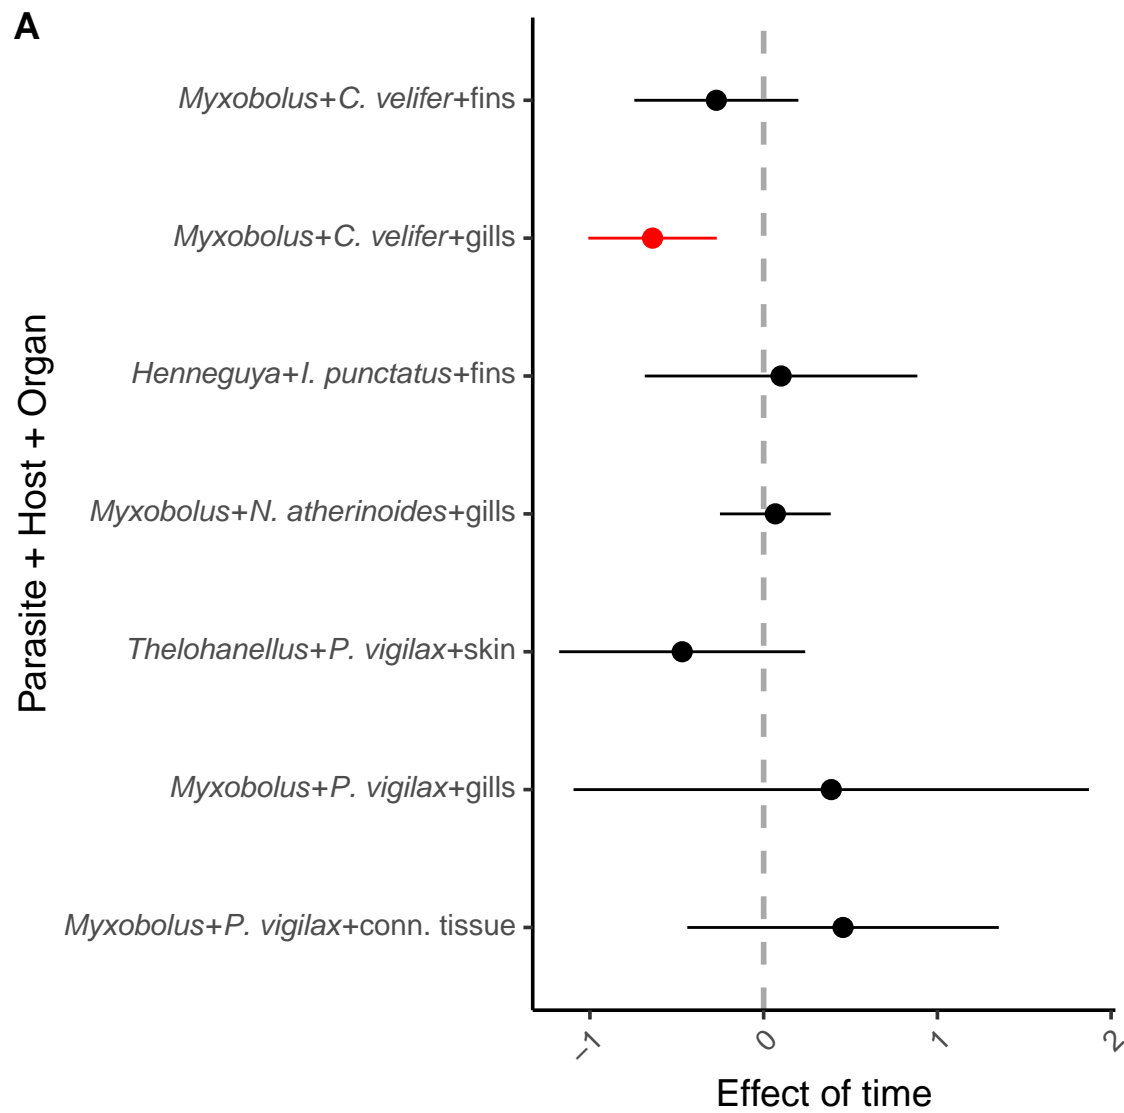 A
Parasite + Host + Organ
Myxobolus+C. velifer+fins
Myxobolus+C. velifer+gills
Henneguya+I. punctatus+fins
Myxobolus+N. atherinoides+gills
Thelohanellus+P. vigilax+skin
Myxobolus+P. vigilax+gills
Myxobolus+P. vigilax+conn. tissue
−1
0
1
2
Effect of time